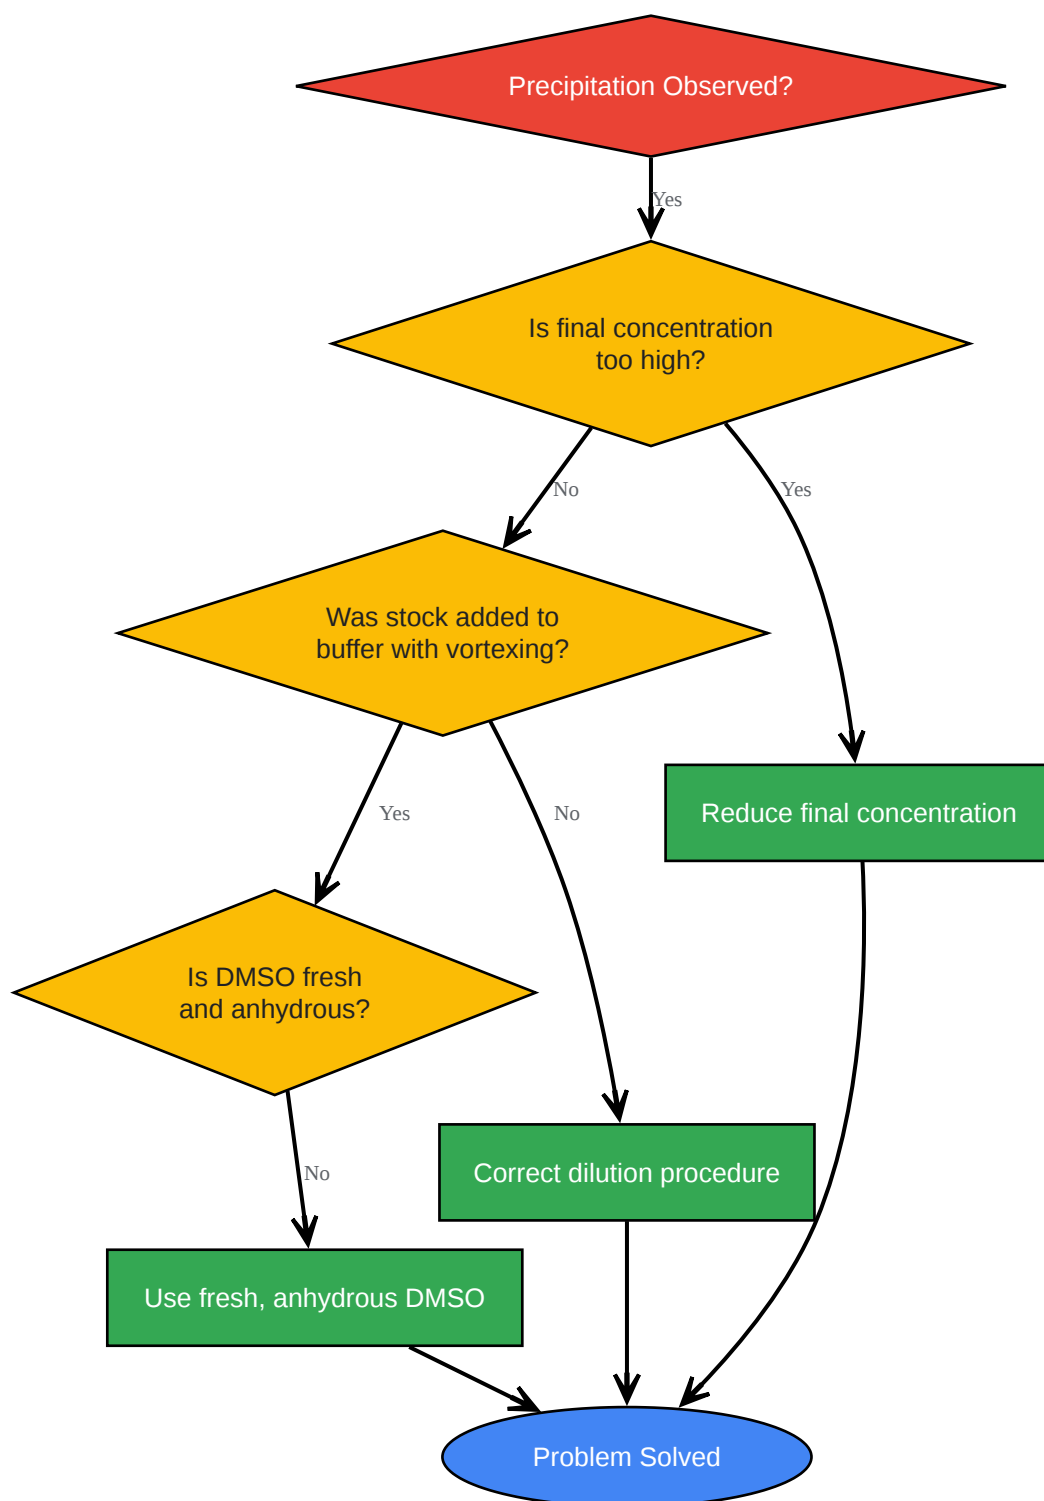 Precipitation Observed?
Yes
Is final concentration
too high?
No
Yes
Was stock added to
buffer with vortexing?
Yes
No
Reduce final concentration
Is DMSO fresh
and anhydrous?
No
Correct dilution procedure
Use fresh, anhydrous DMSO
Problem Solved